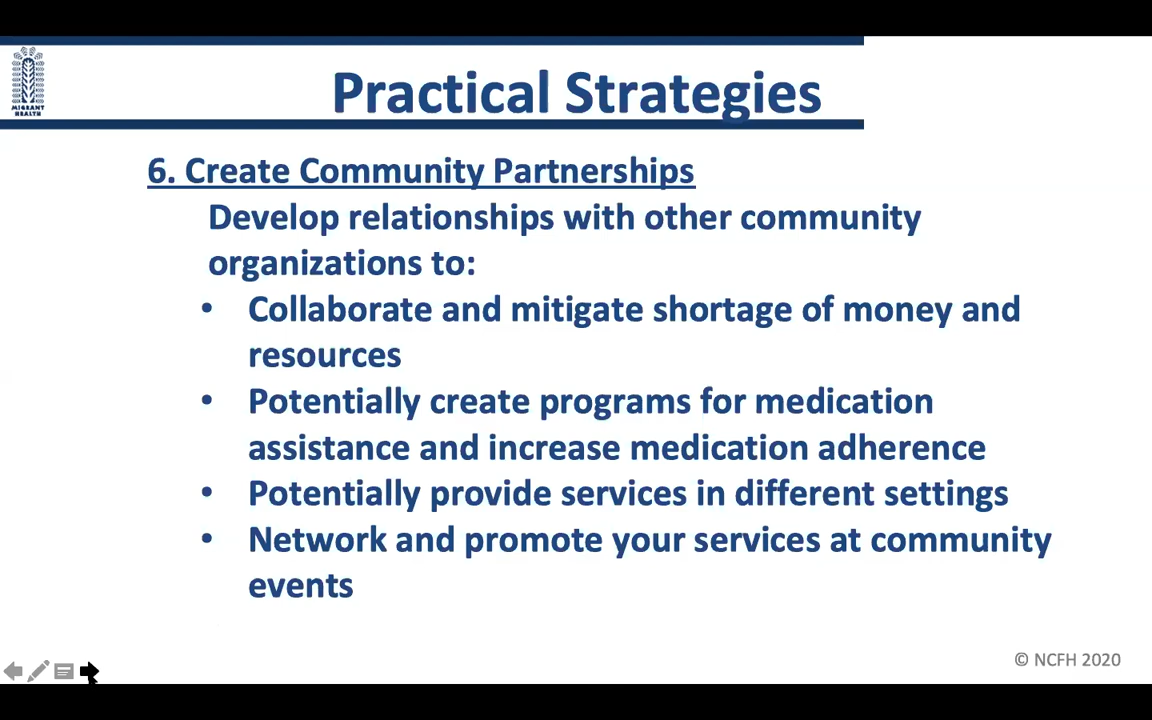 MIGRANT
HEALTH
Practical Strategies
6. Create Community Partnerships
Develop relationships with other community
organizations to:
• Collaborate and mitigate shortage of money and
resources
• Potentially create programs for medication
assistance and increase medication adherence
• Potentially provide services in different settings
• Network and promote your services at community
events
© NCFH 2020